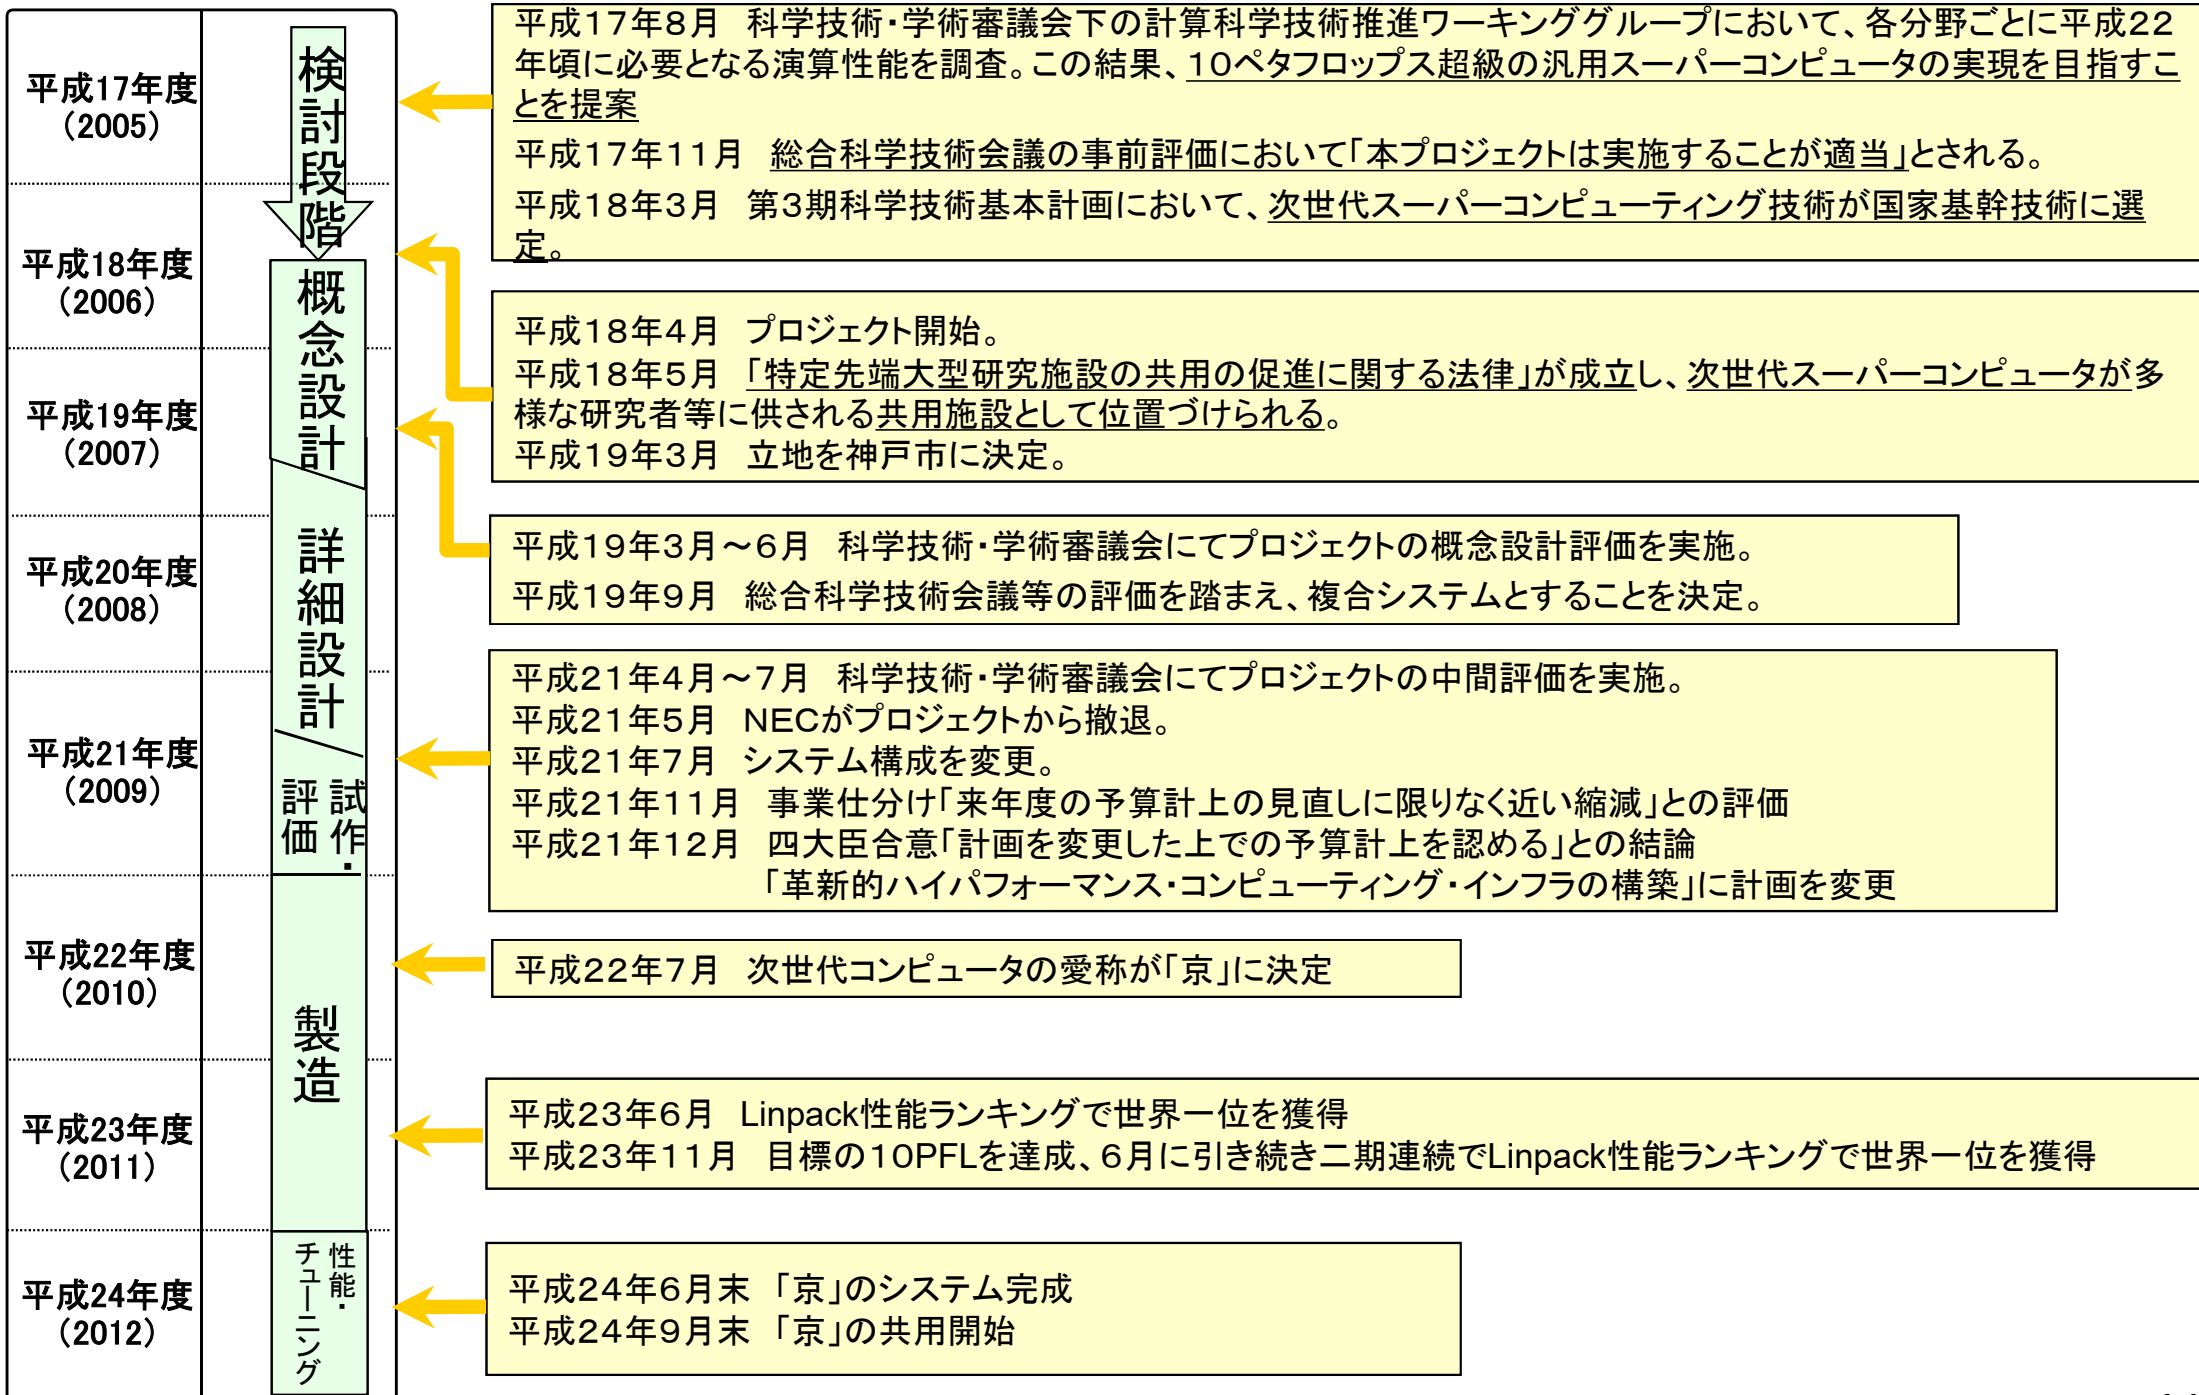 平成17年度
（2005）
平成18年度
（2006）
平成19年度
（2007）
平成20年度
（2008）
平成21年度
（2009）
平成22年度
（2010）
平成23年度
（2011）
平成24年度
（2012）
検討段階
概念設計
詳細設計
試作・
評価
製造
性能・
チューニング
平成１７年８月　科学技術・学術審議会下の計算科学技術推進ワーキンググループにおいて、各分野ごとに平成２２
年頃に必要となる演算性能を調査。この結果、１０ペタフロップス超級の汎用スーパーコンピュータの実現を目指すこ
とを提案
平成１７年１１月　総合科学技術会議の事前評価において「本プロジェクトは実施することが適当」とされる。
平成１８年３月　第３期科学技術基本計画において、次世代スーパーコンピューティング技術が国家基幹技術に選
定。
平成１８年４月　プロジェクト開始。
平成１８年５月　「特定先端大型研究施設の共用の促進に関する法律」が成立し、次世代スーパーコンピュータが多
様な研究者等に供される共用施設として位置づけられる。
平成１９年３月　立地を神戸市に決定。
平成１９年３月～６月　科学技術・学術審議会にてプロジェクトの概念設計評価を実施。
平成１９年９月　総合科学技術会議等の評価を踏まえ、複合システムとすることを決定。
平成２１年４月～７月　科学技術・学術審議会にてプロジェクトの中間評価を実施。
平成２１年５月　ＮＥＣがプロジェクトから撤退。
平成２１年７月　システム構成を変更。
平成２１年１１月　事業仕分け「来年度の予算計上の見直しに限りなく近い縮減」との評価
平成２１年１２月　四大臣合意「計画を変更した上での予算計上を認める」との結論
「革新的ハイパフォーマンス・コンピューティング・インフラの構築」に計画を変更
平成２２年７月　次世代コンピュータの愛称が「京」に決定
平成２３年６月　Linpack性能ランキングで世界一位を獲得
平成２３年１１月　目標の１０PFLを達成、６月に引き続き二期連続でLinpack性能ランキングで世界一位を獲得
平成２４年６月末　「京」のシステム完成
平成２４年９月末　「京」の共用開始